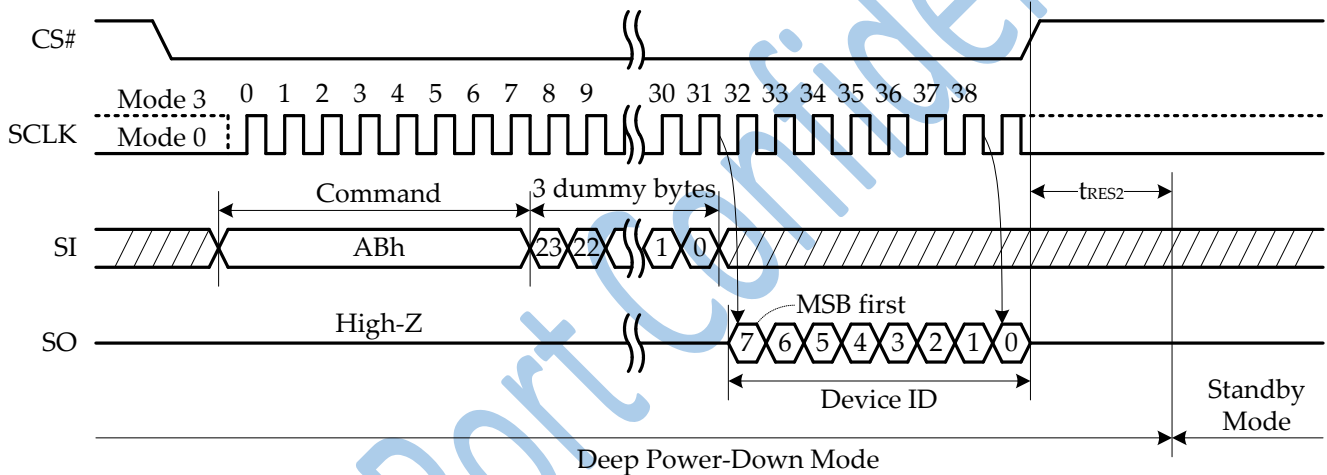 CS#
Mode 3 0 1 2 3 4 5 6 7 8 9 30 31 32 33 34 35 36 37 38
SCLK
Mode 0
Command 3 dummy bytes
tRES2
SI ABh 23 22 1 0
MSB first
High-Z
SO 7 6 5 4 3 2 1 0
Device ID
Standby
Mode
Deep Power-Down Mode
Port Confiden